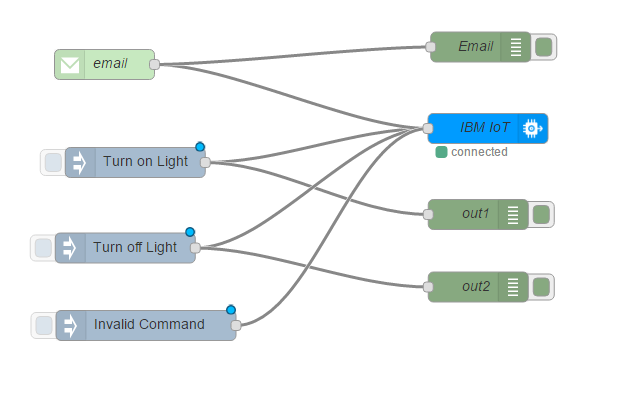 Email
email
IBM IoT
connected
Turn on Light
out1
Turn off Light
out2
Invalid Command